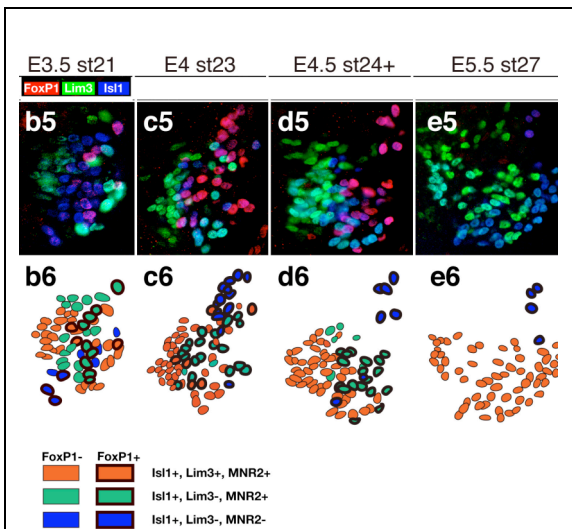 E3.5 st21 E4 st23 E4.5 st24+ E5.5 st27
FoxP1 Lim3 Isl1
b5 c5 d5 e5
b6 c6 d6 e6
FoxP1- FoxP1+
Isl1+, Lim3+, MNR2+
Isl1+, Lim3-, MNR2+
Isl1+, Lim3-, MNR2-